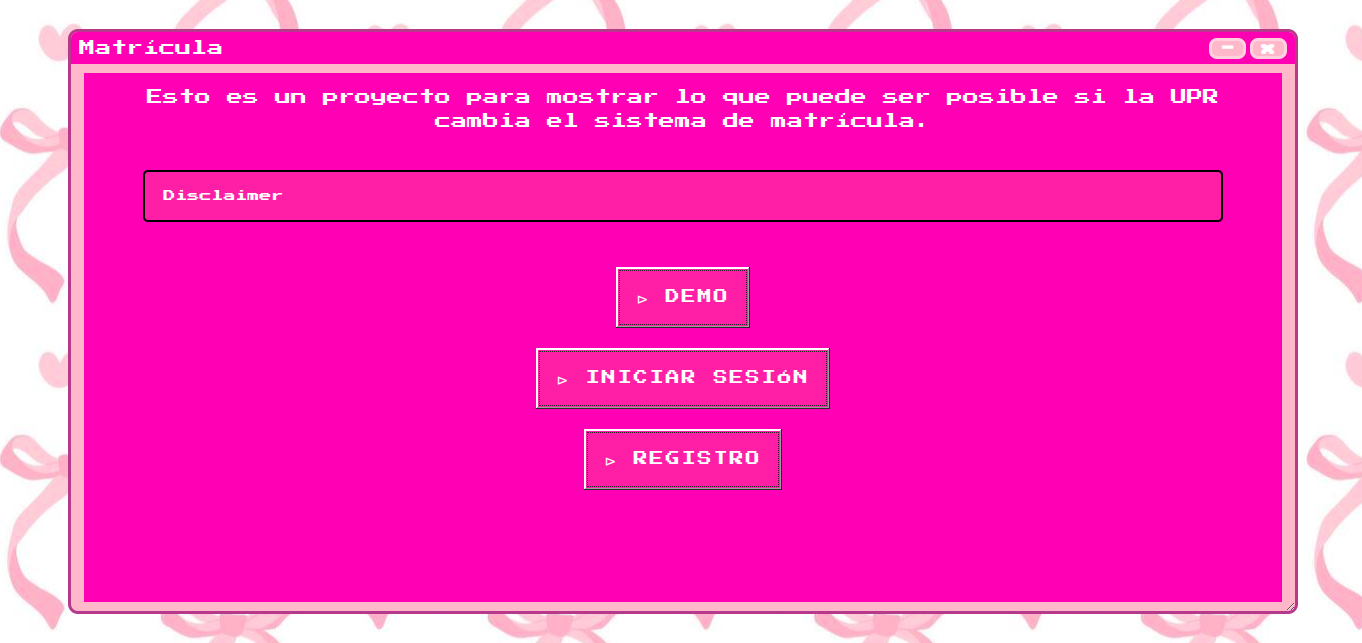 Matrícula
Esto es un proyecto para mostrar lo que puede ser posible si la UPR
cambia el sistema de matrícula.
Disclaimer
▹ DEMO
▹ INICIAR SESIóN
▹ REGISTRO